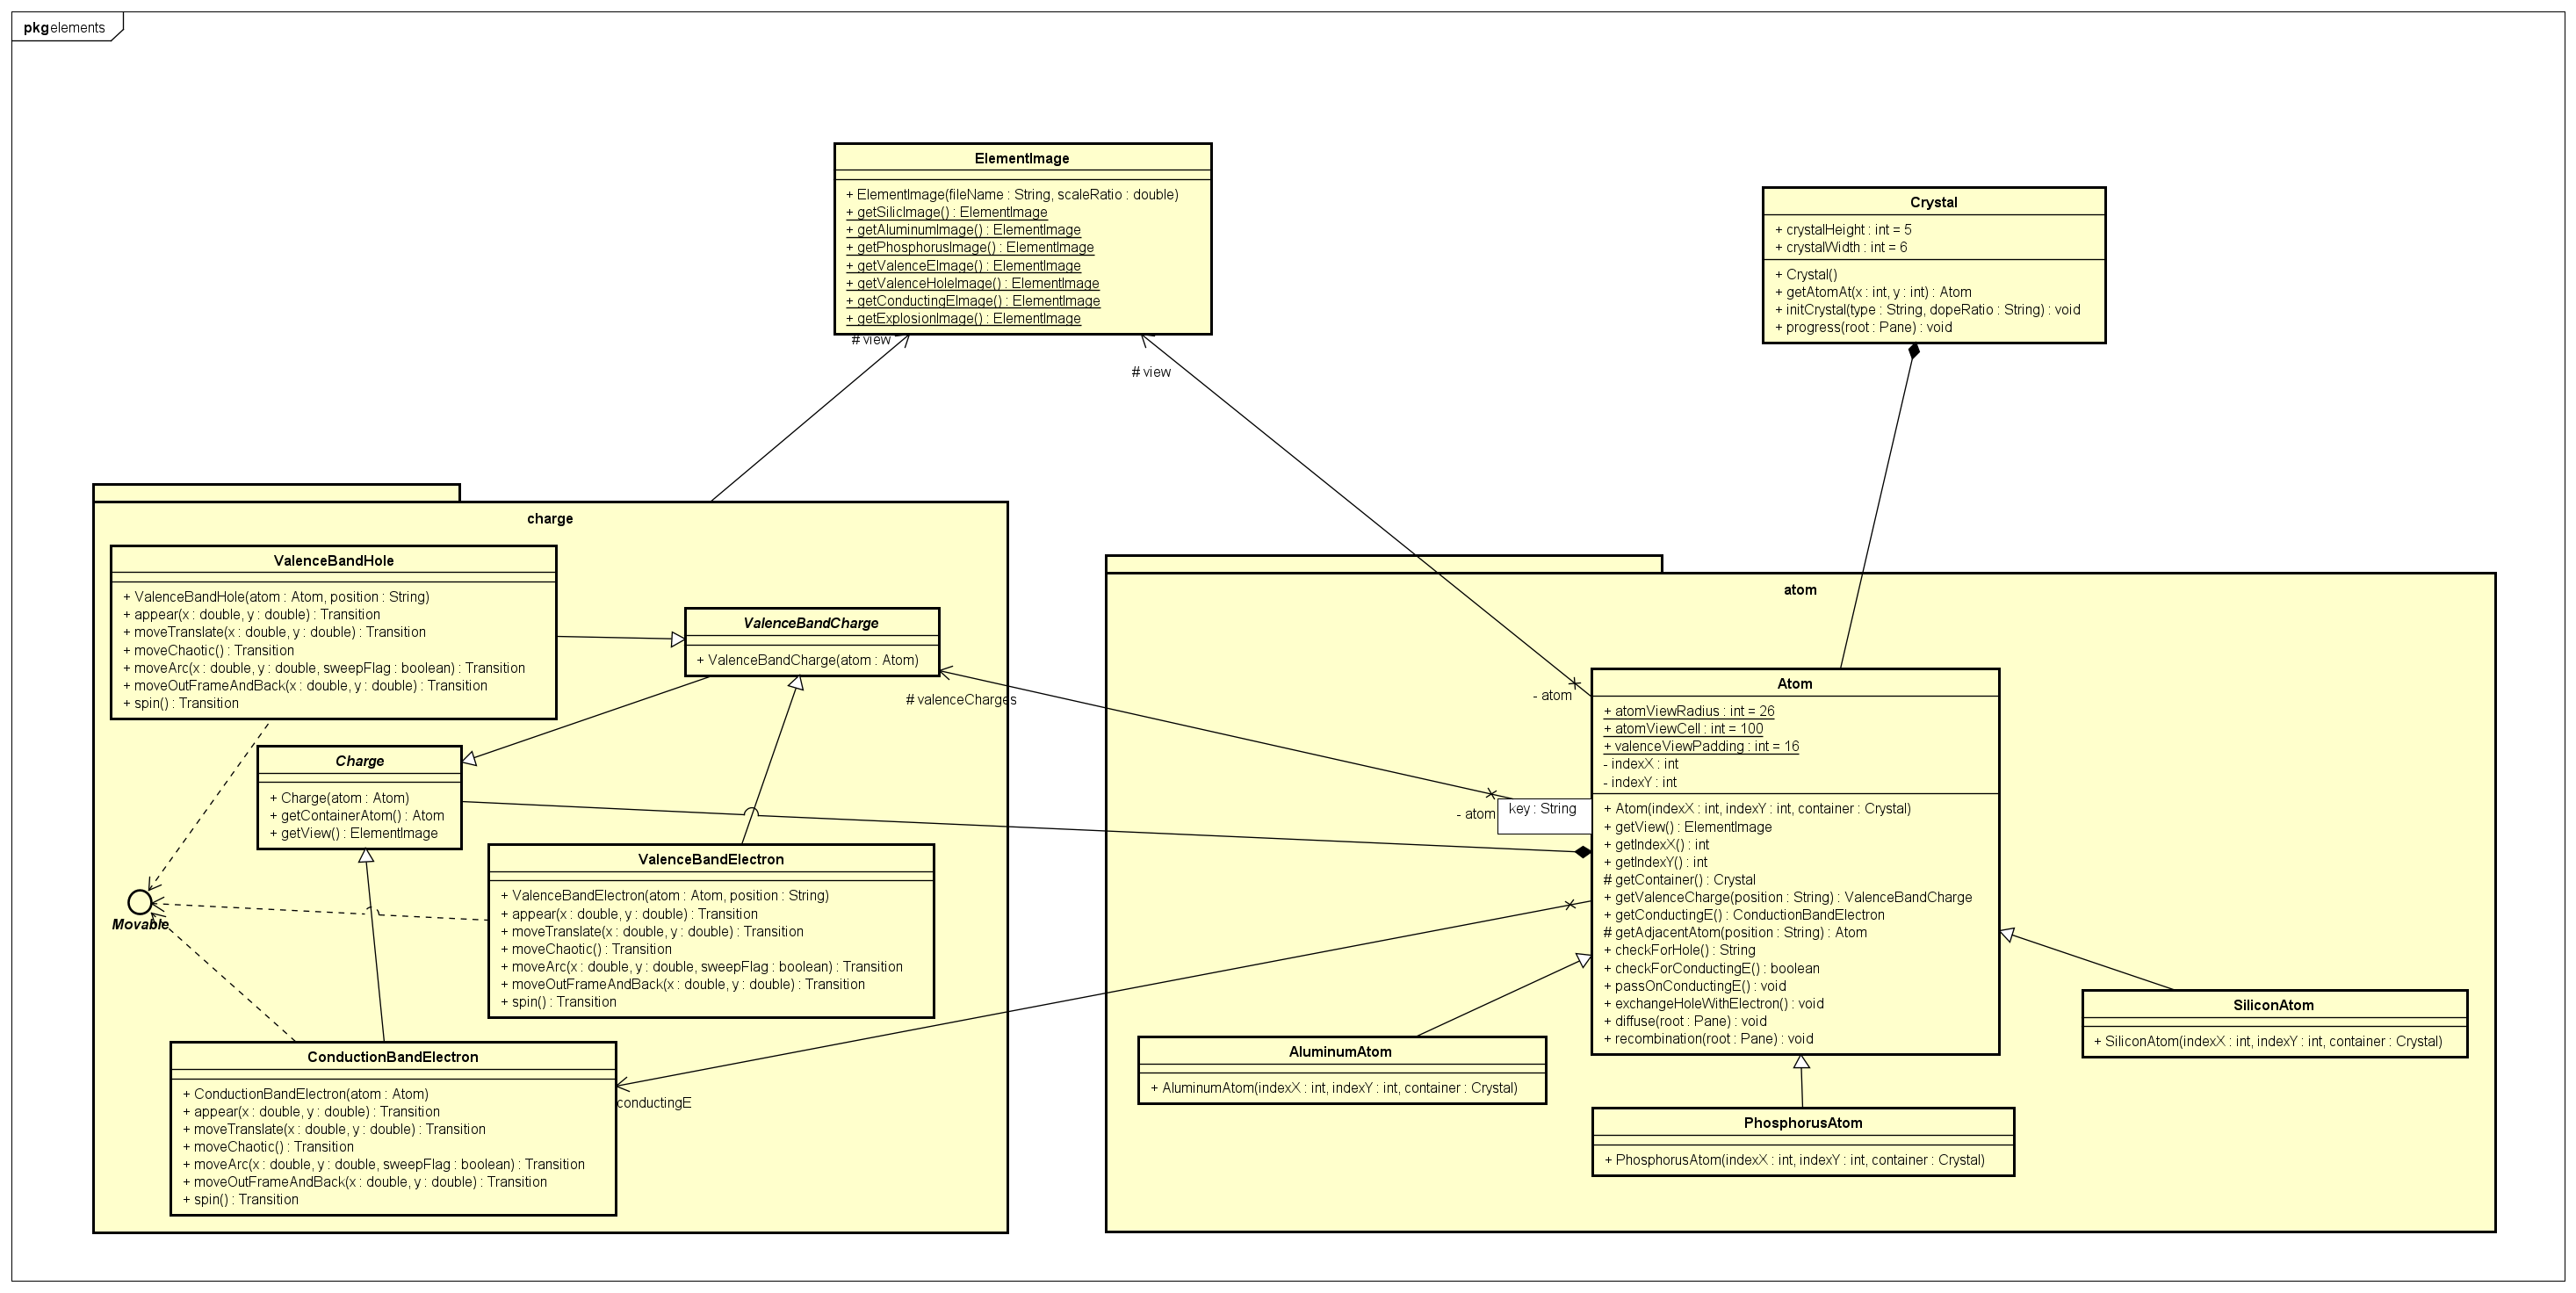 pkg elements
ElementImage
+ ElementImage(fileName : String, scaleRatio : double)
+ getSilicImage() : ElementImage
+ getAluminumImage() : ElementImage
+ getPhosphorusImage() : ElementImage
+ getValenceEImage() : ElementImage
+ getValenceHoleImage() : ElementImage
+ getConductingEImage() : ElementImage
+ getExplosionImage() : ElementImage
# view
# view
Crystal
+ crystalHeight : int = 5
+ crystalWidth : int = 6
+ Crystal()
+ getAtomAt(x : int, y : int) : Atom
+ initCrystal(type : String, dopeRatio : String) : void
+ progress(root : Pane) : void
charge
ValenceBandHole
+ ValenceBandHole(atom : Atom, position : String)
+ appear(x : double, y : double) : Transition
+ moveTranslate(x : double, y : double) : Transition
+ moveChaotic() : Transition
+ moveArc(x : double, y : double, sweepFlag : boolean) : Transition
+ moveOutFrameAndBack(x : double, y : double) : Transition
+ spin() : Transition
ValenceBandCharge
+ ValenceBandCharge(atom : Atom)
# valenceCharges
Charge
+ Charge(atom : Atom)
+ getContainerAtom() : Atom
+ getView() : ElementImage
Movable
ValenceBandElectron
+ ValenceBandElectron(atom : Atom, position : String)
+ appear(x : double, y : double) : Transition
+ moveTranslate(x : double, y : double) : Transition
+ moveChaotic() : Transition
+ moveArc(x : double, y : double, sweepFlag : boolean) : Transition
+ moveOutFrameAndBack(x : double, y : double) : Transition
+ spin() : Transition
ConductionBandElectron
+ ConductionBandElectron(atom : Atom)
+ appear(x : double, y : double) : Transition
+ moveTranslate(x : double, y : double) : Transition
+ moveChaotic() : Transition
+ moveArc(x : double, y : double, sweepFlag : boolean) : Transition
+ moveOutFrameAndBack(x : double, y : double) : Transition
+ spin() : Transition
conductingE
atom
- atom
- atom
key : String
Atom
+ atomViewRadius : int = 26
+ atomViewCell : int = 100
+ valenceViewPadding : int = 16
- indexX : int
- indexY : int
+ Atom(indexX : int, indexY : int, container : Crystal)
+ getView() : ElementImage
+ getIndexX() : int
+ getIndexY() : int
# getContainer() : Crystal
+ getValenceCharge(position : String) : ValenceBandCharge
+ getConductingE() : ConductionBandElectron
# getAdjacentAtom(position : String) : Atom
+ checkForHole() : String
+ checkForConductingE() : boolean
+ passOnConductingE() : void
+ exchangeHoleWithElectron() : void
+ diffuse(root : Pane) : void
+ recombination(root : Pane) : void
AluminumAtom
+ AluminumAtom(indexX : int, indexY : int, container : Crystal)
SiliconAtom
+ SiliconAtom(indexX : int, indexY : int, container : Crystal)
PhosphorusAtom
+ PhosphorusAtom(indexX : int, indexY : int, container : Crystal)